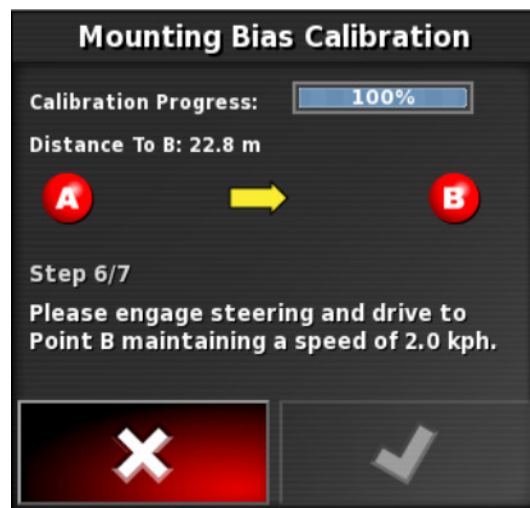 Mounting Bias Calibration
Calibration Progress: 100%
Distance To B: 22.8 m
A B
Step 6/7
Please engage steering and drive to
Point B maintaining a speed of 2.0 kph.